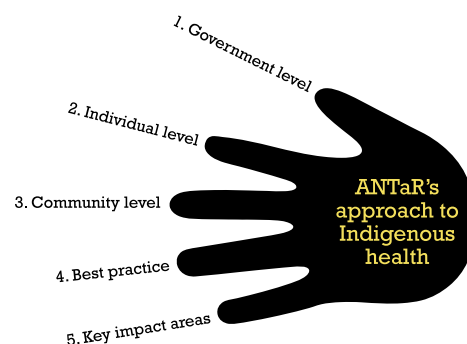 1. Government level
2. Individual level
3. Community level
4. Best practice
5. Key impact areas
ANTaR's
approach to
Indigenous
health